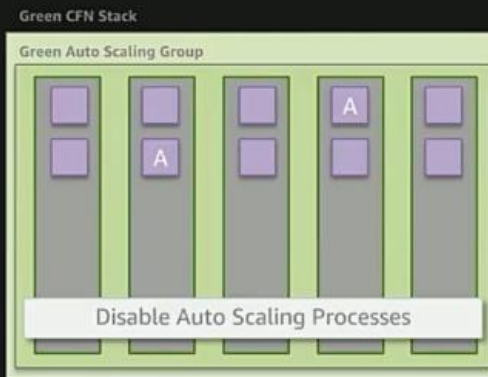 Green CFN Stack
Green Auto Scaling Group
A
A
Disable Auto Scaling Processes